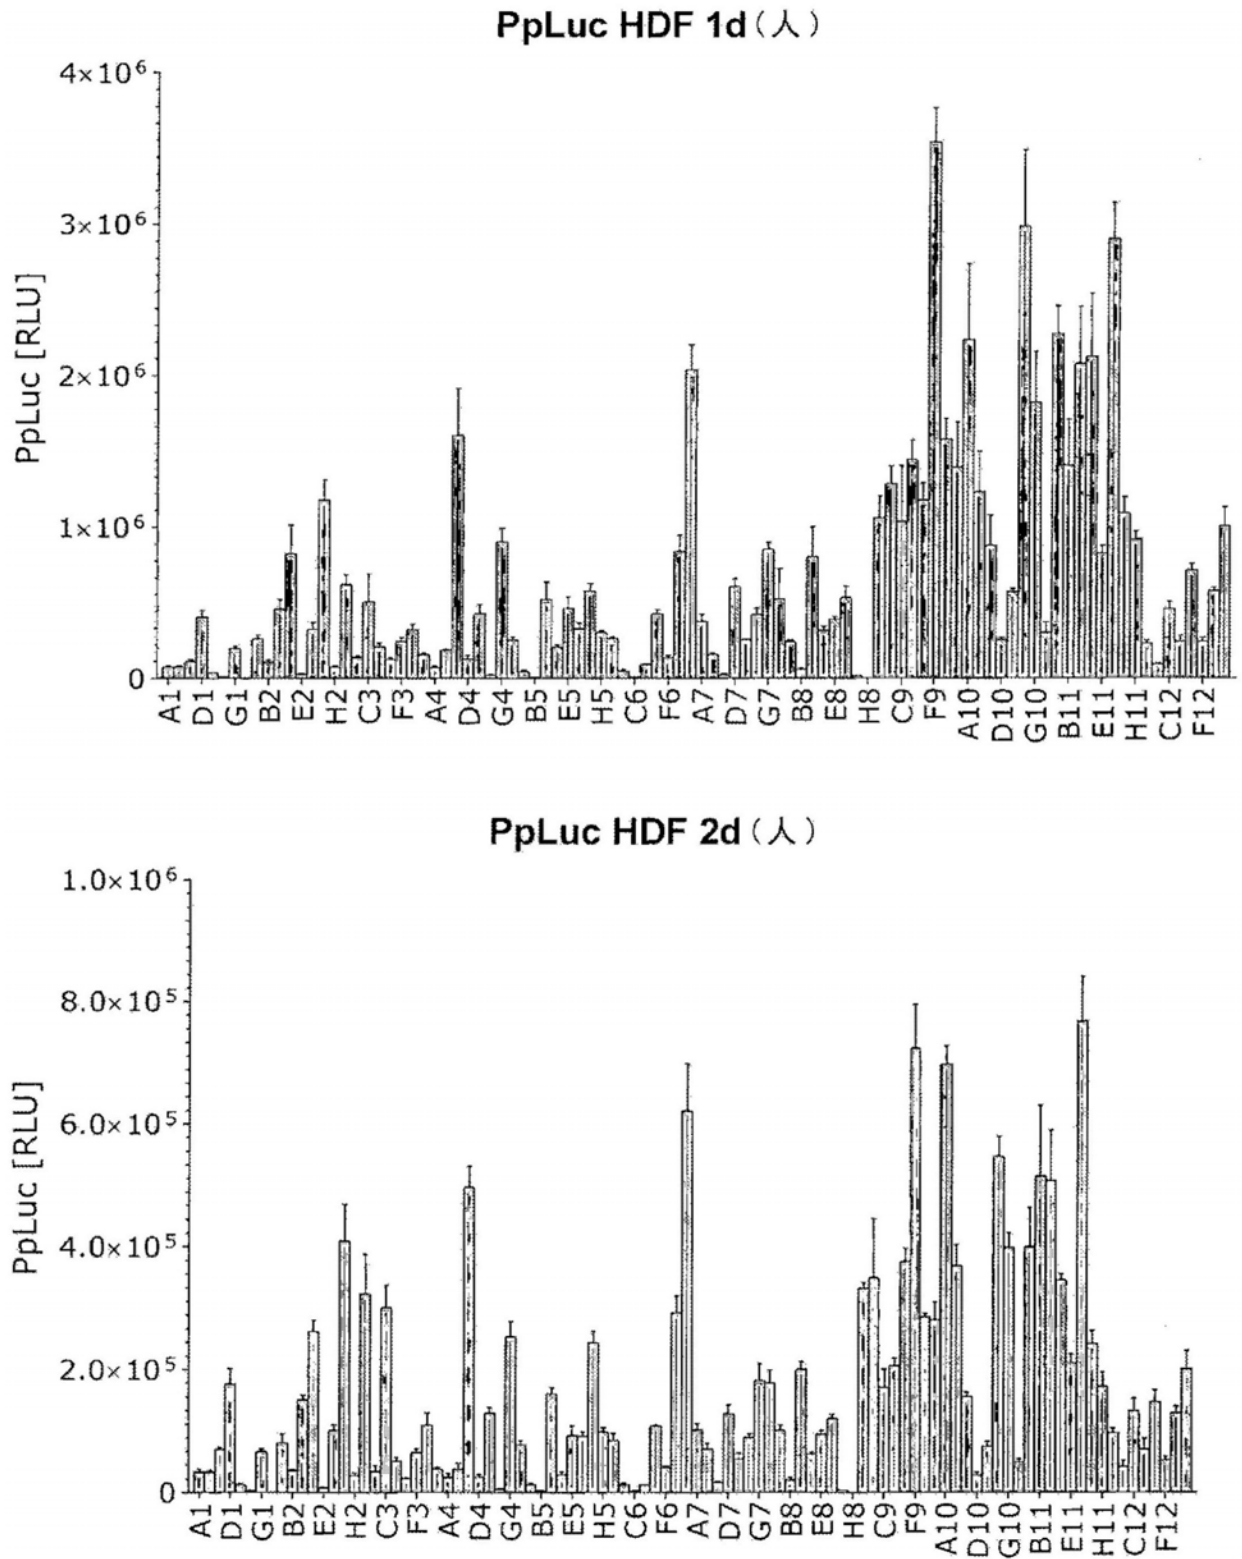 PpLuc HDF 1d（人）
4×10⁶
3×10⁶
2×10⁶
1×10⁶
0
PpLuc [RLU]
A1 D1 G1 B2 E2 H2 C3 F3 A4 D4 G4 B5 E5 H5 C6 F6 A7 D7 G7 B8 E8 H8 C9 F9 A10 D10 G10 B11 E11 H11 C12 F12
PpLuc HDF 2d（人）
1.0×10⁶
8.0×10⁵
6.0×10⁵
4.0×10⁵
2.0×10⁵
0
PpLuc [RLU]
A1 D1 G1 B2 E2 H2 C3 F3 A4 D4 G4 B5 E5 H5 C6 F6 A7 D7 G7 B8 E8 H8 C9 F9 A10 D10 G10 B11 E11 H11 C12 F12